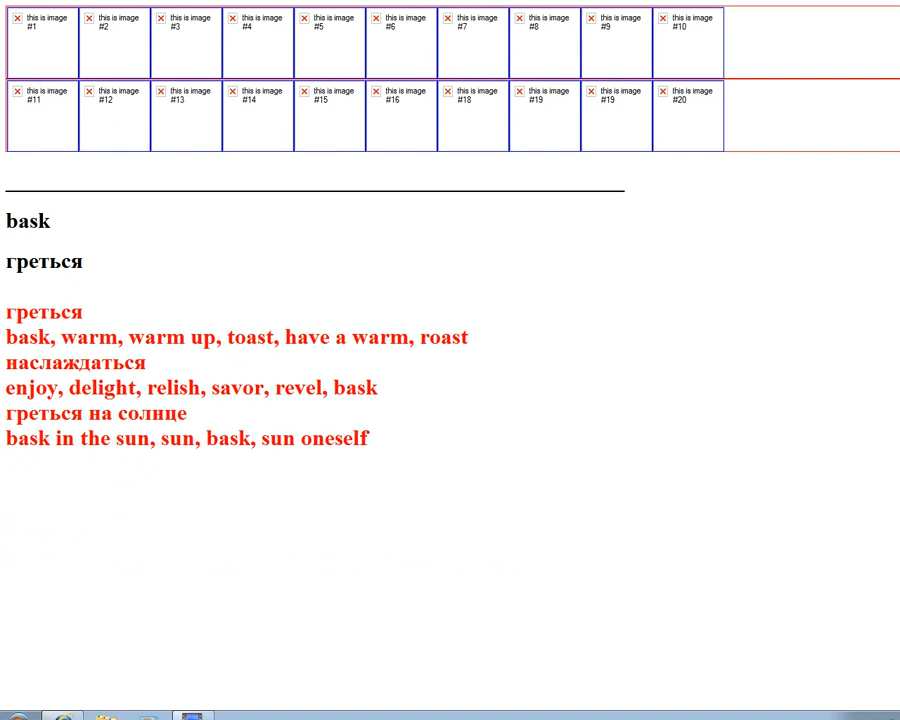 this is image #1 this is image #2 this is image #3 this is image #4 this is image #5 this is image #6 this is image #7 this is image #8 this is image #9 this is image #10
this is image #11 this is image #12 this is image #13 this is image #14 this is image #15 this is image #16 this is image #18 this is image #19 this is image #19 this is image #20
bask
греться
греться
bask, warm, warm up, toast, have a warm, roast
наслаждаться
enjoy, delight, relish, savor, revel, bask
греться на солнце
bask in the sun, sun, bask, sun oneself